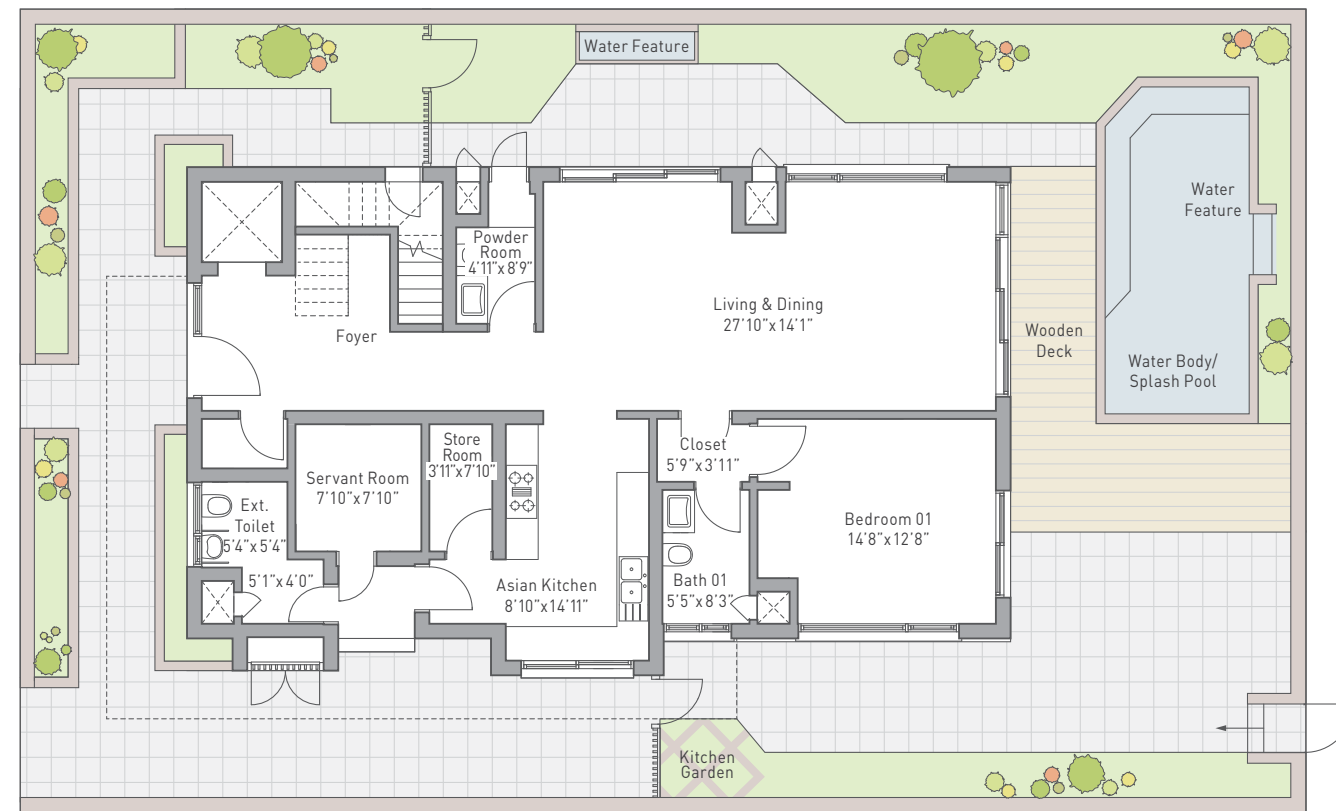 Water Feature
Water
Feature
Powder
Room
4'11"x 8'9"
Living & Dining
27'10"x14'1"
Foyer
Wooden
Deck
Water Body/
Splash Pool
Store
Room
3'11"x7'10"
Closet
5'9"x3'11"
Servant Room
7'10"x7'10"
Ext.
Toilet
5'4"x5'4"
Bedroom 01
14'8"x12'8"
5'1"x 4'0"
Asian Kitchen
8'10"x14'11"
Bath 01
5'5"x8'3"
Kitchen
Garden